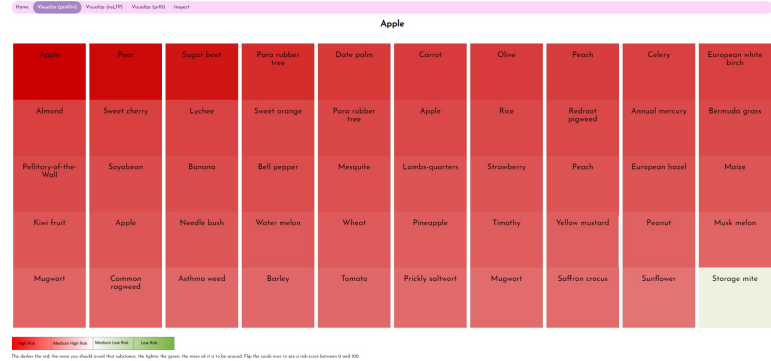 Home Visualize (profilin) Visualize (nsLTP) Visualize (pr10) Inspect
Apple
Apple Pear Sugar beet Para rubber tree Date palm Carrot Olive Peach Celery European white birch
Almond Sweet cherry Lychee Sweet orange Para rubber tree Apple Rice Redroot pigweed Annual mercury Bermuda grass
Pellitory-of-the-Wall Soyabean Banana Bell pepper Mesquite Lambs-quarters Strawberry Peach European hazel Maize
Kiwi fruit Apple Needle bush Water melon Wheat Pineapple Timothy Yellow mustard Peanut Musk melon
Mugwort Common ragweed Asthma weed Barley Tomato Prickly saltwort Mugwort Saffron crocus Sunflower Storage mite
High Risk Medium High Risk Medium Low Risk Low Risk
The darker the red, the more you should avoid that substance, the lighter the green, the more ok it is to be around. Flip the cards over to see a risk-score between 0 and 100